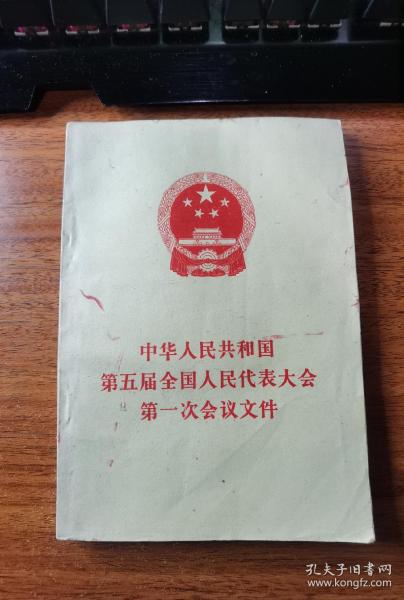 中华人民共和国
第五届全国人民代表大会
第一次会议文件
孔夫子旧书网
www.kongfz.com